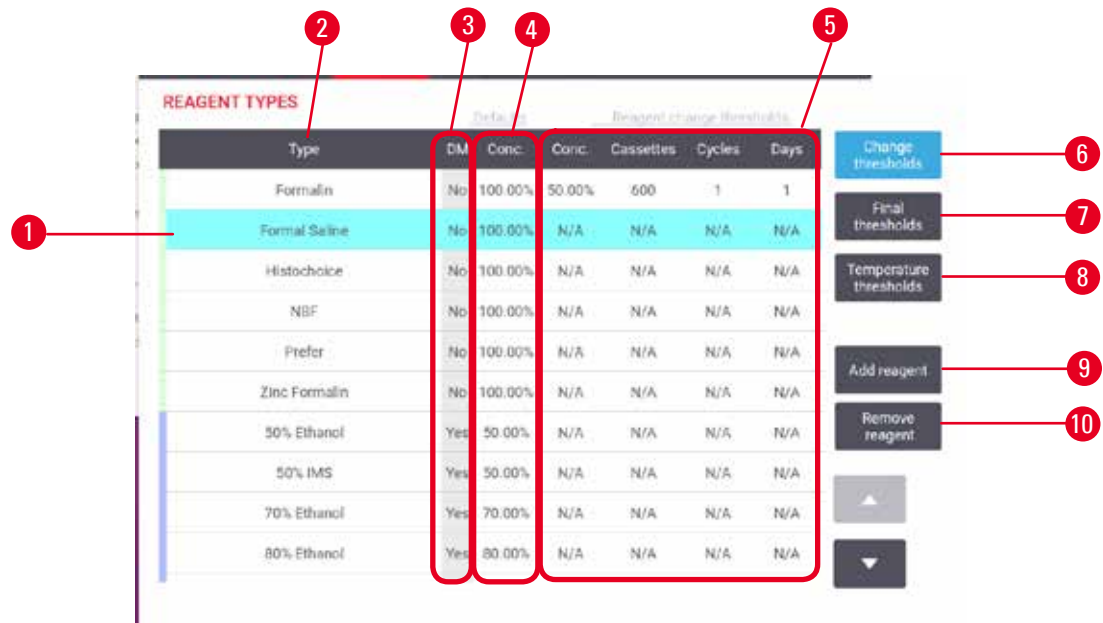 2 3 4 5
REAGENT TYPES
Defaults Reagent change thresholds
Type DM Conc. Conc. Cassettes Cycles Days
Formalin No 100.00% 50.00% 600 1 1
Formal Saline No 100.00% N/A N/A N/A N/A
Histochoice No 100.00% N/A N/A N/A N/A
NBF No 100.00% N/A N/A N/A N/A
Prefer No 100.00% N/A N/A N/A N/A
Zinc Formalin No 100.00% N/A N/A N/A N/A
50% Ethanol Yes 50.00% N/A N/A N/A N/A
50% IMS Yes 50.00% N/A N/A N/A N/A
70% Ethanol Yes 70.00% N/A N/A N/A N/A
80% Ethanol Yes 80.00% N/A N/A N/A N/A
1
Change
thresholds
6
Final
thresholds
7
Temperature
thresholds
8
Add reagent
9
Remove
reagent
10